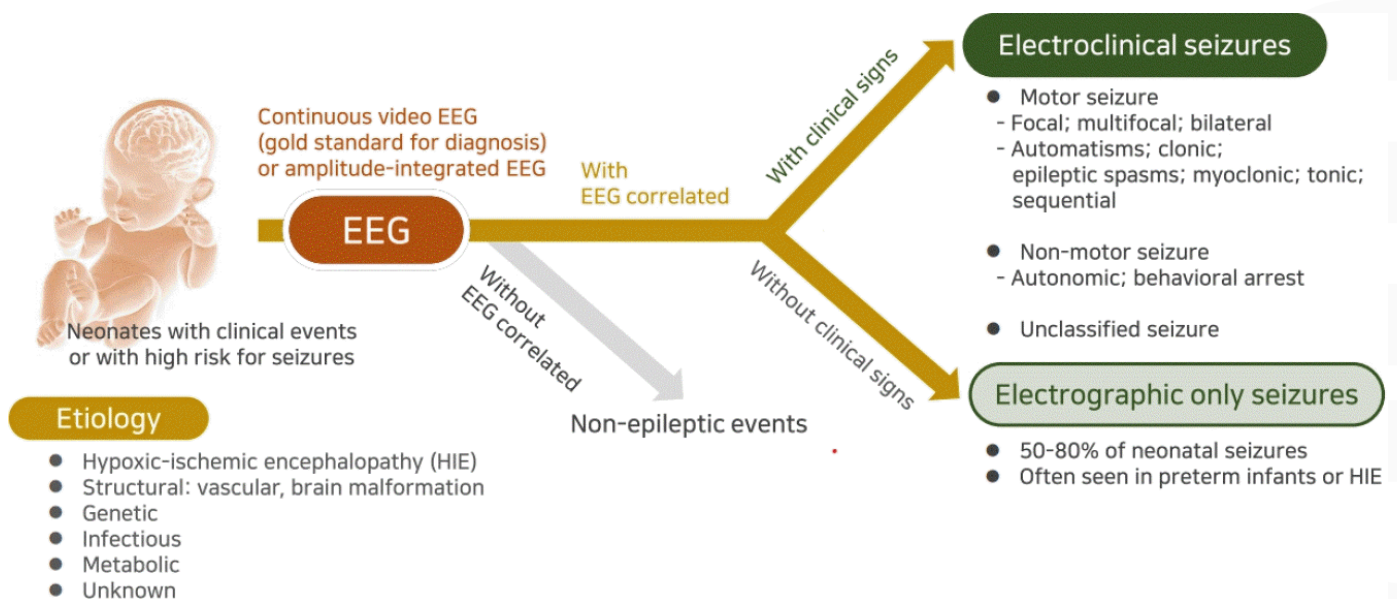 Continuous video EEG
(gold standard for diagnosis)
or amplitude-integrated EEG
EEG
Neonates with clinical events
or with high risk for seizures
Etiology
● Hypoxic-ischemic encephalopathy (HIE)
● Structural: vascular, brain malformation
● Genetic
● Infectious
● Metabolic
● Unknown
With
EEG correlated
Without
EEG correlated
Non-epileptic events
With clinical signs
Without clinical signs
Electroclinical seizures
● Motor seizure
- Focal; multifocal; bilateral
- Automatisms; clonic;
epileptic spasms; myoclonic; tonic;
sequential
● Non-motor seizure
- Autonomic; behavioral arrest
● Unclassified seizure
Electrographic only seizures
● 50-80% of neonatal seizures
● Often seen in preterm infants or HIE